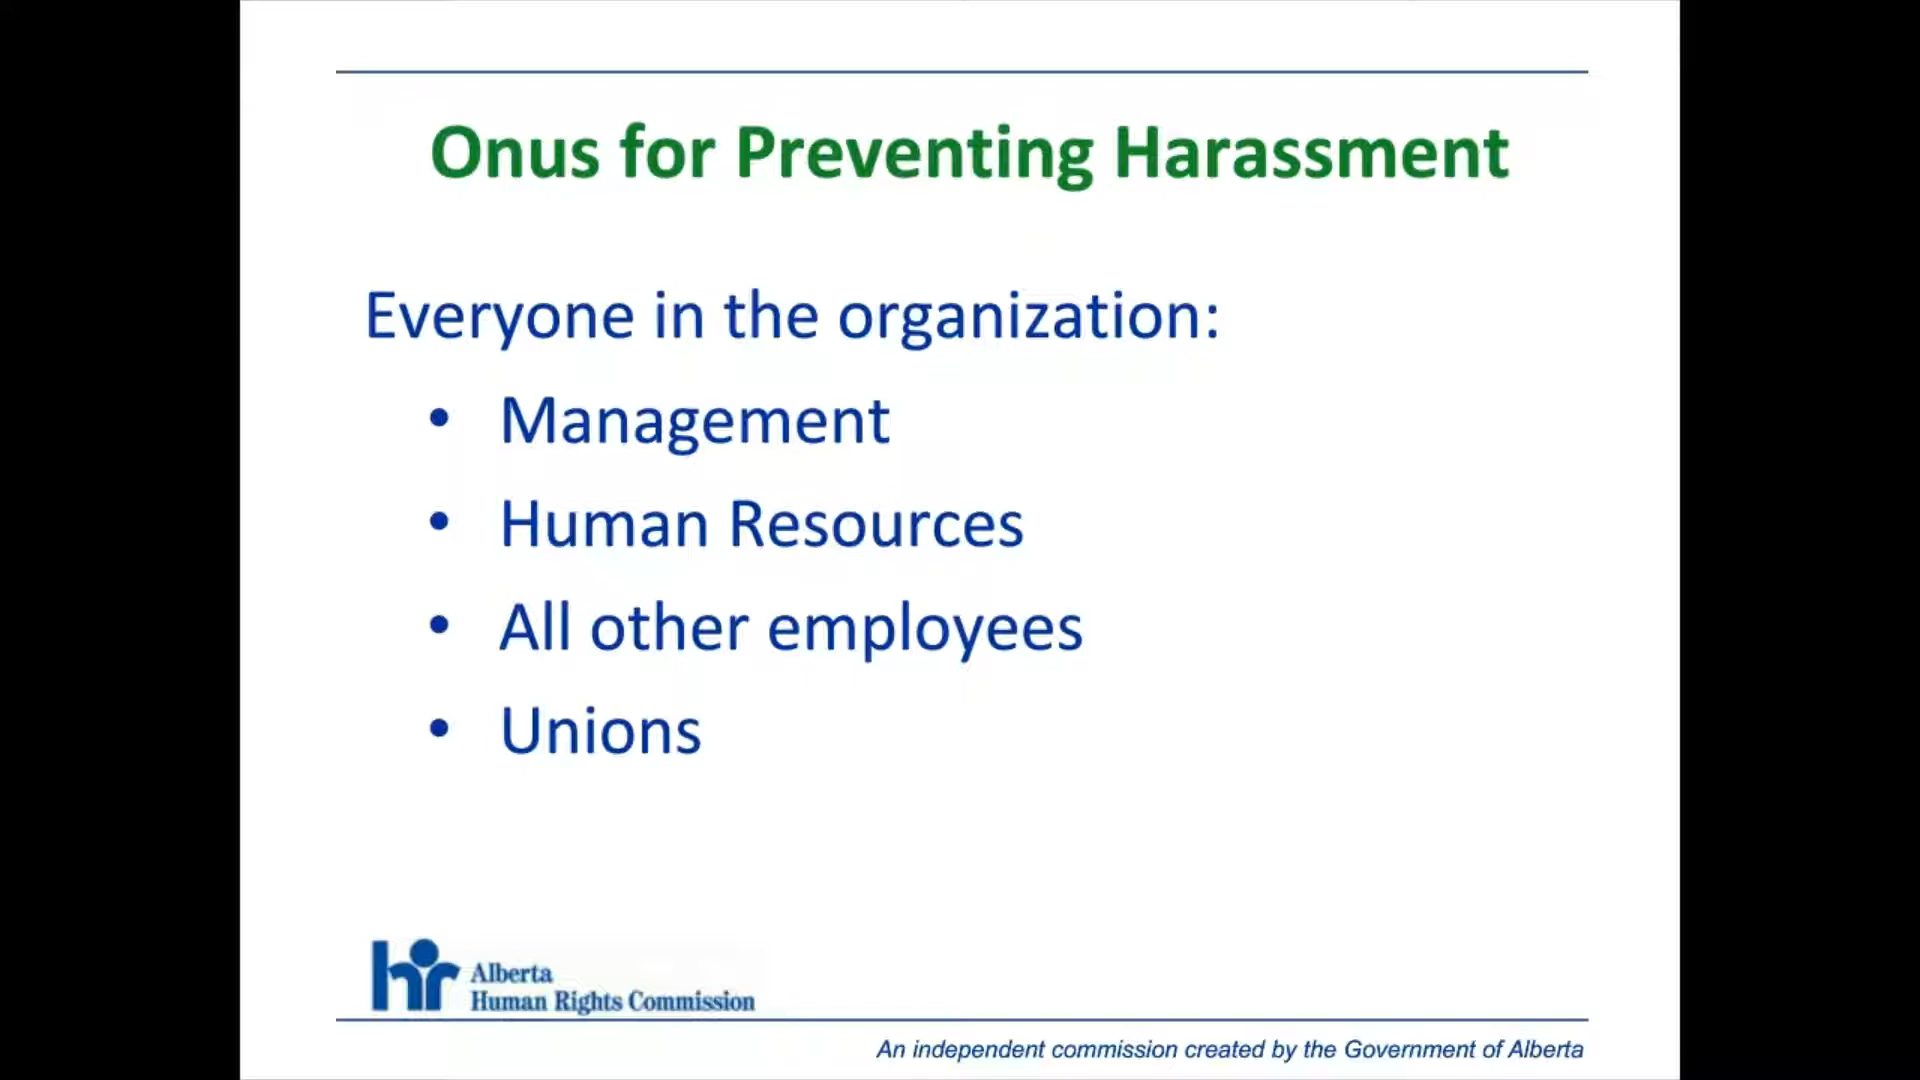 Onus for Preventing Harassment
Everyone in the organization:
• Management
• Human Resources
• All other employees
• Unions
hr Alberta
Human Rights Commission
An independent commission created by the Government of Alberta